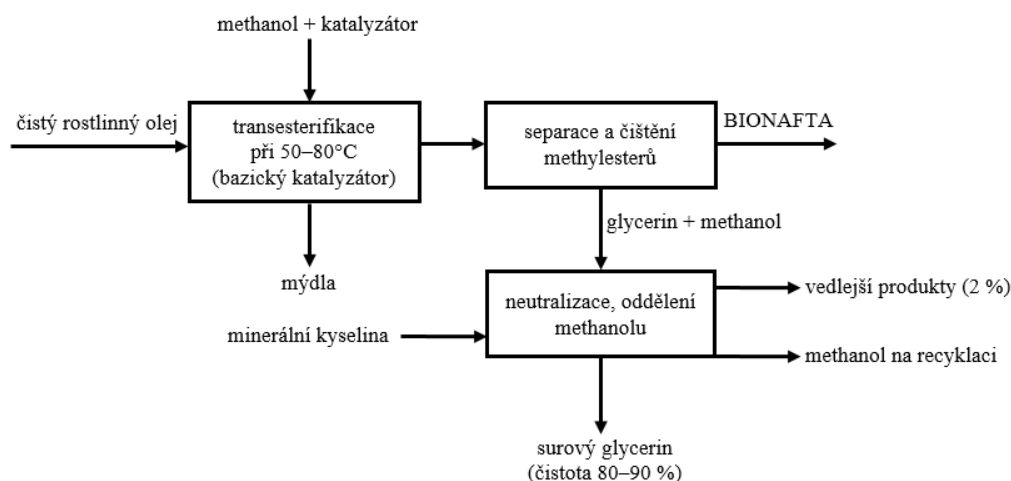 methanol + katalyzátor
čistý rostlinný olej
transesterifikace
při 50–80°C
(bazický katalyzátor)
separace a čištění
methylesterů
BIONAFTA
glycerin + methanol
mýdla
neutralizace, oddělení
methanolu
vedlejší produkty (2 %)
minerální kyselina
methanol na recyklaci
surový glycerin
(čistota 80–90 %)